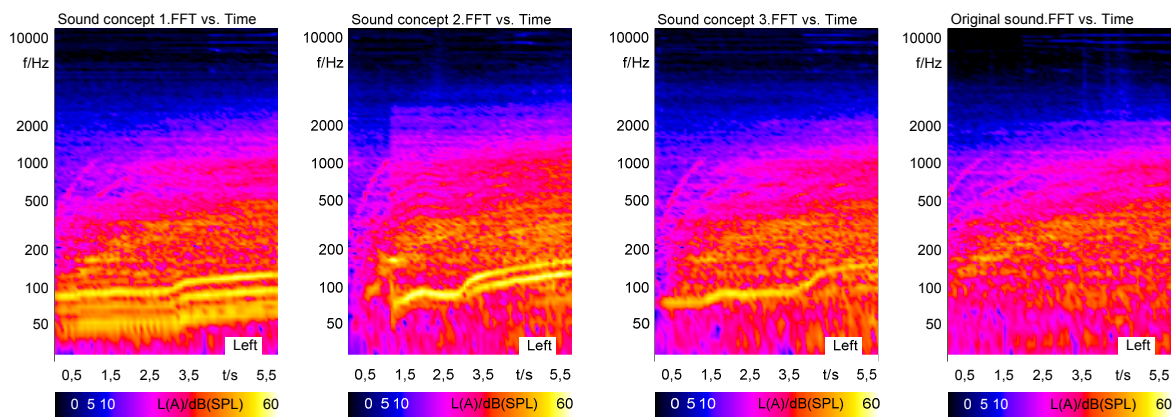 Sound concept 1.FFT vs. Time
10000
f/Hz
2000
1000
500
200
100
50
Left
0,5 1,5 2,5 3,5 t/s 5,5
0 5 10 L(A)/dB(SPL) 60
Sound concept 2.FFT vs. Time
10000
f/Hz
2000
1000
500
200
100
50
Left
0,5 1,5 2,5 3,5 t/s 5,5
0 5 10 L(A)/dB(SPL) 60
Sound concept 3.FFT vs. Time
10000
f/Hz
2000
1000
500
200
100
50
Left
0,5 1,5 2,5 3,5 t/s 5,5
0 5 10 L(A)/dB(SPL) 60
Original sound.FFT vs. Time
10000
f/Hz
2000
1000
500
200
100
50
Left
0,5 1,5 2,5 3,5 t/s 5,5
0 5 10 L(A)/dB(SPL) 60